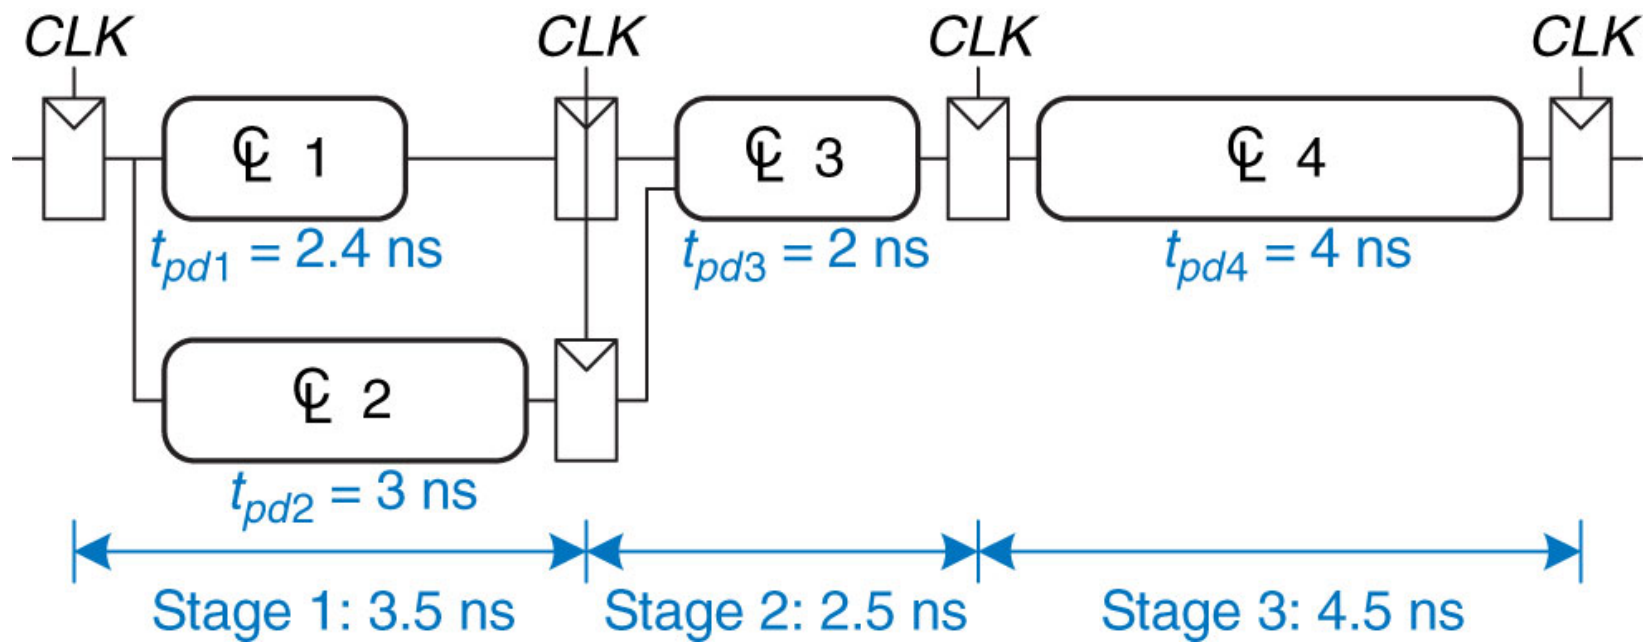 CLK CLK CLK CLK
CL 1 CL 3 CL 4
tpd1 = 2.4 ns tpd3 = 2 ns tpd4 = 4 ns
CL 2
tpd2 = 3 ns
Stage 1: 3.5 ns Stage 2: 2.5 ns Stage 3: 4.5 ns